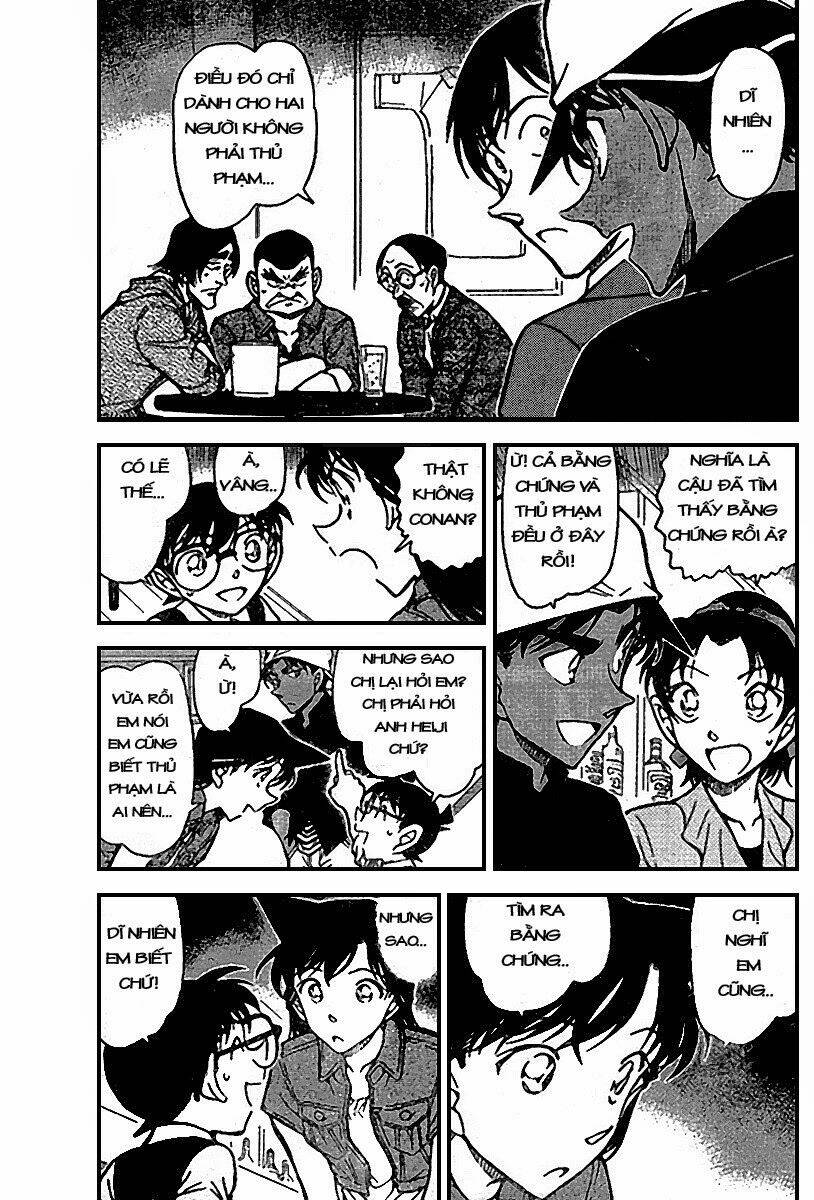 DĨ
NHIÊN
...
ĐIỀU ĐÓ CHỈ
DÀNH CHO HAI
NGƯỜI KHÔNG
PHẢI THỦ
PHẠM...
NGHĨA LÀ
CẬU ĐÃ TÌM
THẤY BẰNG
CHỨNG RỒI À?
Ừ! CẢ BẰNG
CHỨNG VÀ
THỦ PHẠM
ĐỀU Ở ĐÂY
RỒI!
THẬT
KHÔNG
CONAN?
À,
VÂNG..
CÓ LẼ
THẾ...
NHƯNG SAO
CHỊ LẠI HỎI EM?
CHỊ PHẢI HỎI
ANH HEIJI
CHỨ?
À,
Ừ!
VỪA RỒI
EM NÓI
EM CŨNG
BIẾT THỦ
PHẠM LÀ
AI NÊN...
CHỊ
NGHĨ
EM
CŨNG..
TÌM RA
BẰNG
CHỨNG..
NHƯNG
SAO..
DĨ NHIÊN
EM BIẾT
CHỨ!